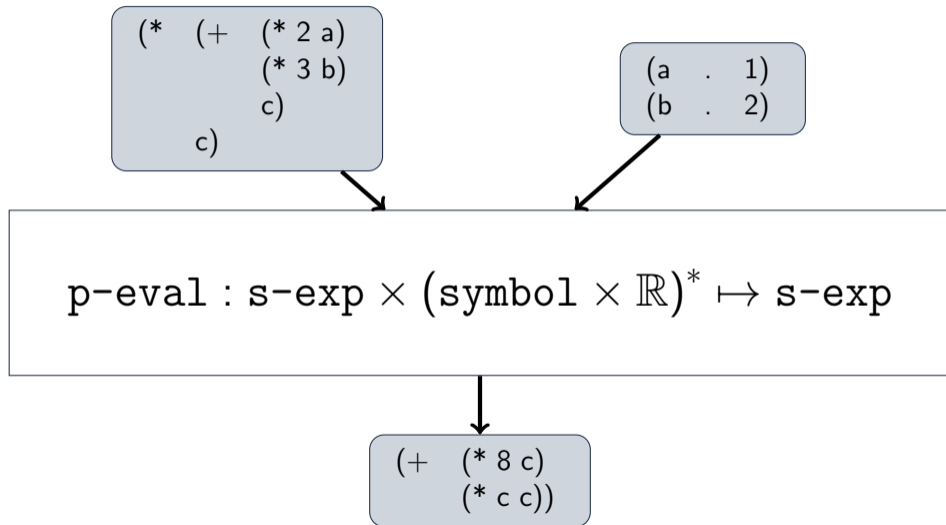 (* (+ (* 2 a)
(* 3 b)
c)
c)
(a . 1)
(b . 2)
p-eval : s-exp × (symbol × ℝ)* ↦ s-exp
(+ (* 8 c)
(* c c))